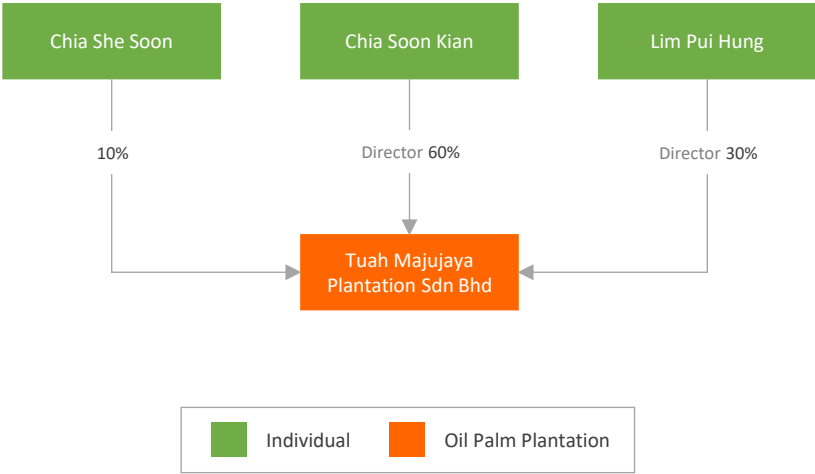 Chia She Soon
Chia Soon Kian
Lim Pui Hung
10%
Director 60%
Director 30%
Tuah Majujaya
Plantation Sdn Bhd
Individual
Oil Palm Plantation